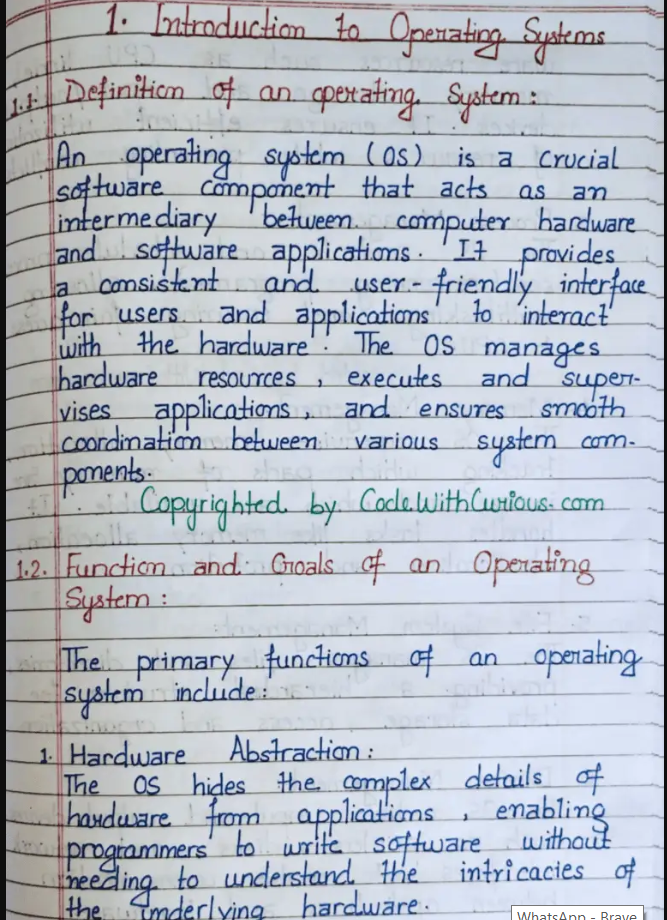 1. Introduction to Operating Systems
1.1. Definition of an operating System :
An operating system (OS) is a crucial
software component that acts as an
intermediary between computer hardware
and software applications. It provides
a consistent and user-friendly interface
for users and applications to interact
with the hardware. The OS manages
hardware resources, executes and super-
vises applications, and ensures smooth
coordination between various system com-
ponents.
Copyrighted by CodeWithCurious.com
1.2. Function and Goals of an Operating
System :
The primary functions of an operating
system include:
1. Hardware Abstraction :
The OS hides the complex details of
hardware from applications, enabling
programmers to write software without
needing to understand the intricacies of
the underlying hardware.
WhatsApp - Brave